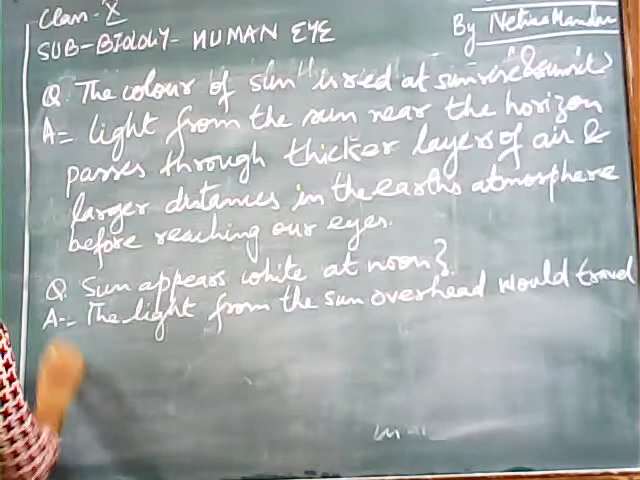 Class-X
By Netina Mandal
SUB-BIOLOGY- HUMAN EYE
Q. The colour of "sun" is red at sunrise & sunset
A= light from the sun near the horizon
passes through thicker layers of air &
larger distances in the earth's atmosphere
before reaching our eyes.
Q. Sun appears white at noon}.
A-= The light from the sun overhead would travel